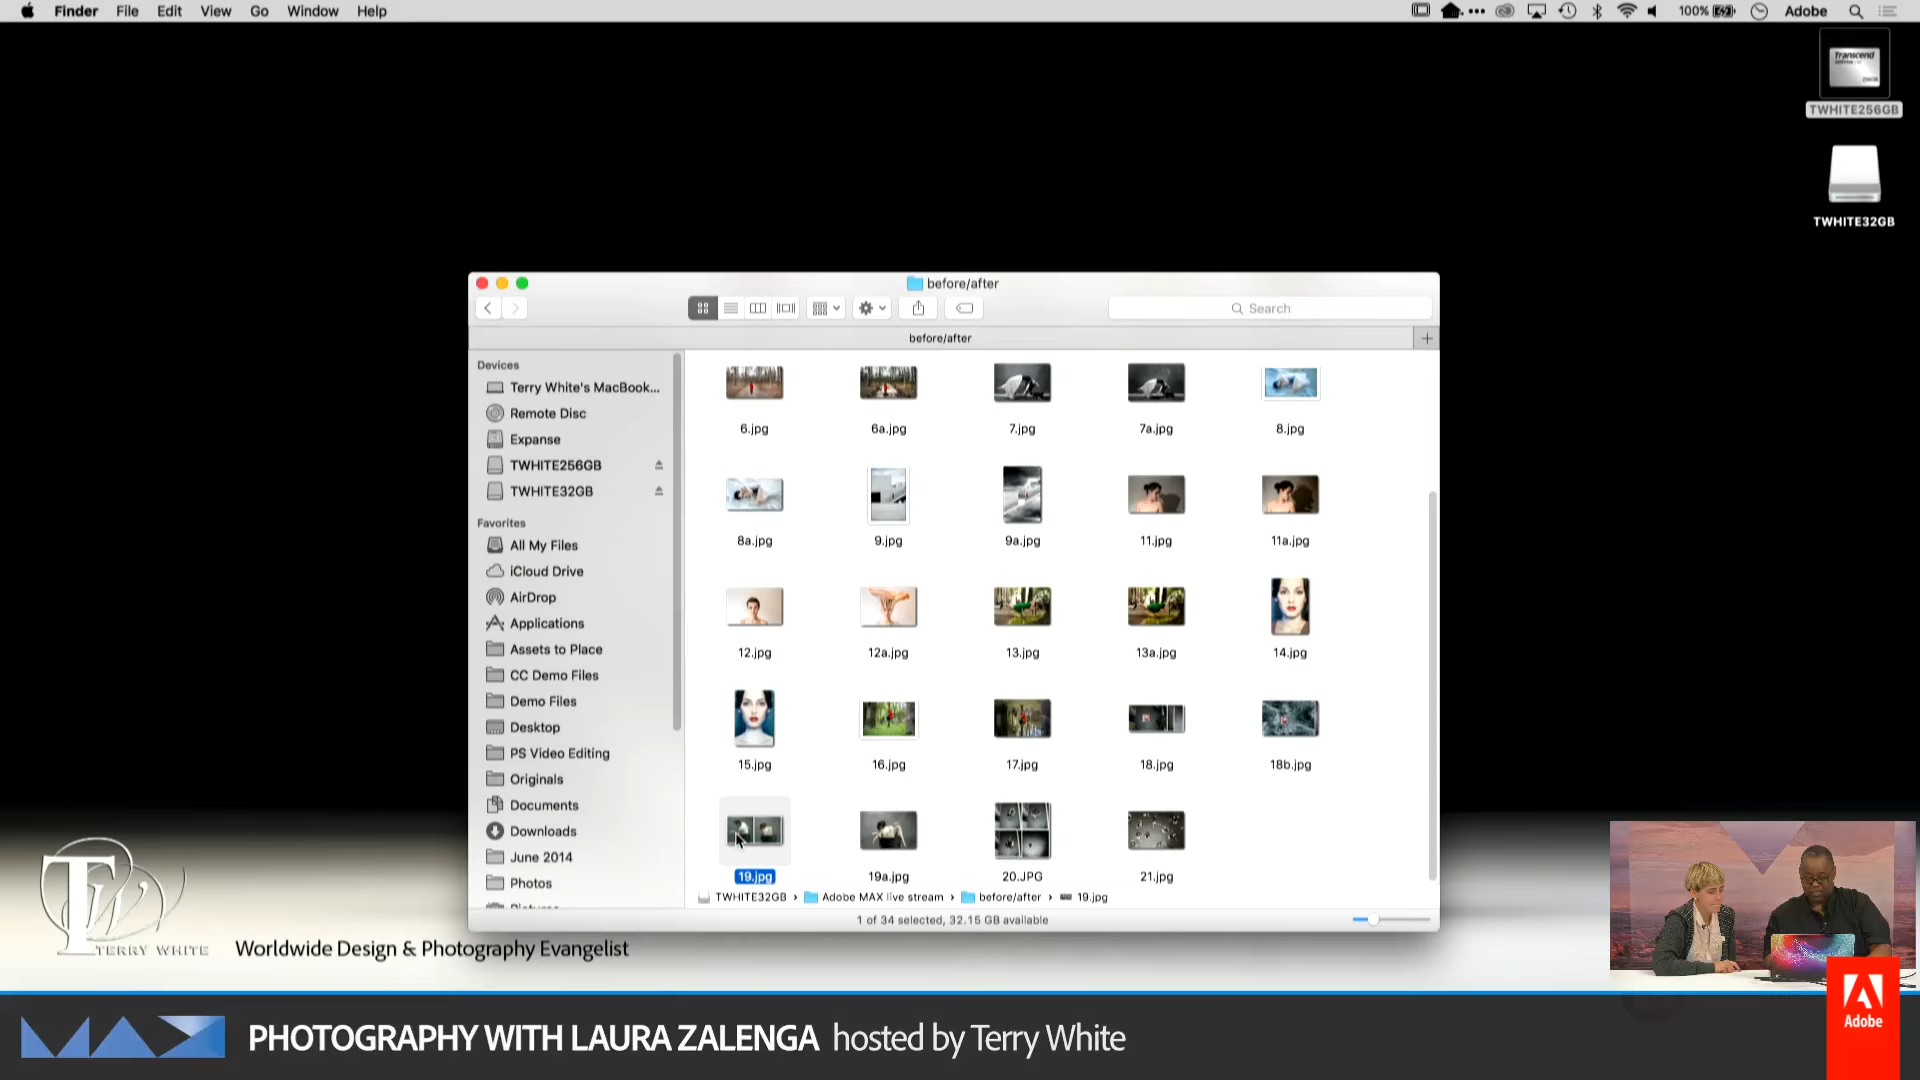 Finder File Edit View Go Window Help
100% Adobe
Transcend
TWHITE256GB
TWHITE32GB
before/after
Search
before/after
Devices
Terry White's MacBook...
Remote Disc
Expanse
TWHITE256GB
TWHITE32GB
Favorites
All My Files
iCloud Drive
AirDrop
Applications
Assets to Place
CC Demo Files
Demo Files
Desktop
PS Video Editing
Originals
Documents
Downloads
June 2014
Photos
6.jpg 6a.jpg 7.jpg 7a.jpg 8.jpg
8a.jpg 9.jpg 9a.jpg 11.jpg 11a.jpg
12.jpg 12a.jpg 13.jpg 13a.jpg 14.jpg
15.jpg 16.jpg 17.jpg 18.jpg 18b.jpg
19.jpg 19a.jpg 20.JPG 21.jpg
TWHITE32GB › Adobe MAX live stream › before/after › 19.jpg
1 of 34 selected, 32.15 GB available
TW
TERRY WHITE
Worldwide Design & Photography Evangelist
MAX PHOTOGRAPHY WITH LAURA ZALENGA hosted by Terry White
Adobe